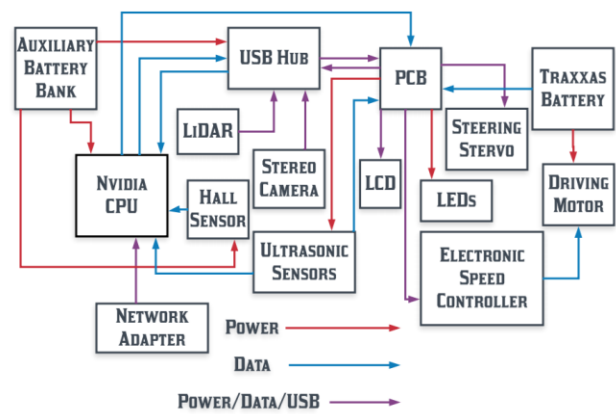 Auxiliary
Battery
Bank
USB Hub
PCB
Traxxas
Battery
LiDAR
Stereo
Camera
LCD
LEDs
Steering
Stervo
Nvidia
CPU
Hall
Sensor
Driving
Motor
Ultrasonic
Sensors
Electronic
Speed
Controller
Network
Adapter
Power
Data
Power/Data/USB